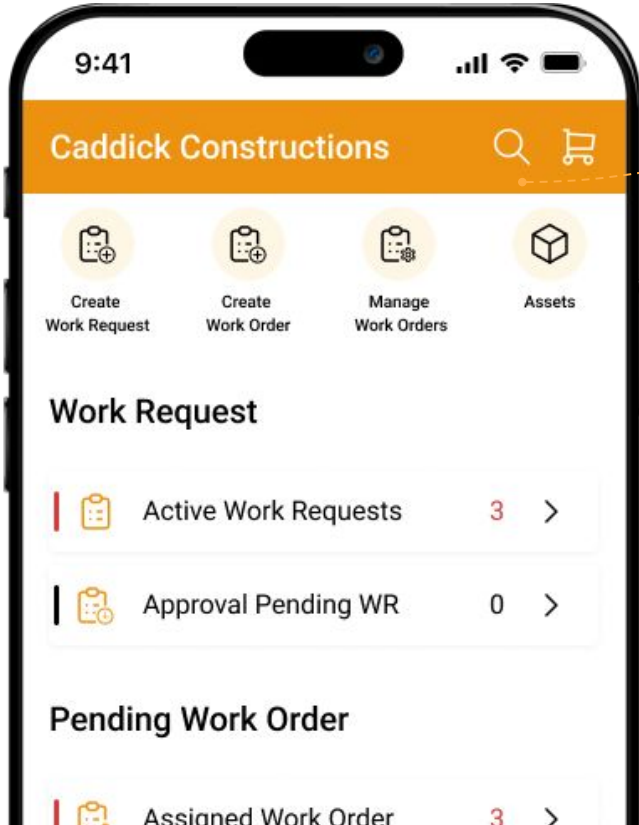 9:41
Caddick Constructions
Create
Work Request
Create
Work Order
Manage
Work Orders
Assets
Work Request
Active Work Requests 3
Approval Pending WR 0
Pending Work Order
Assigned Work Order 3